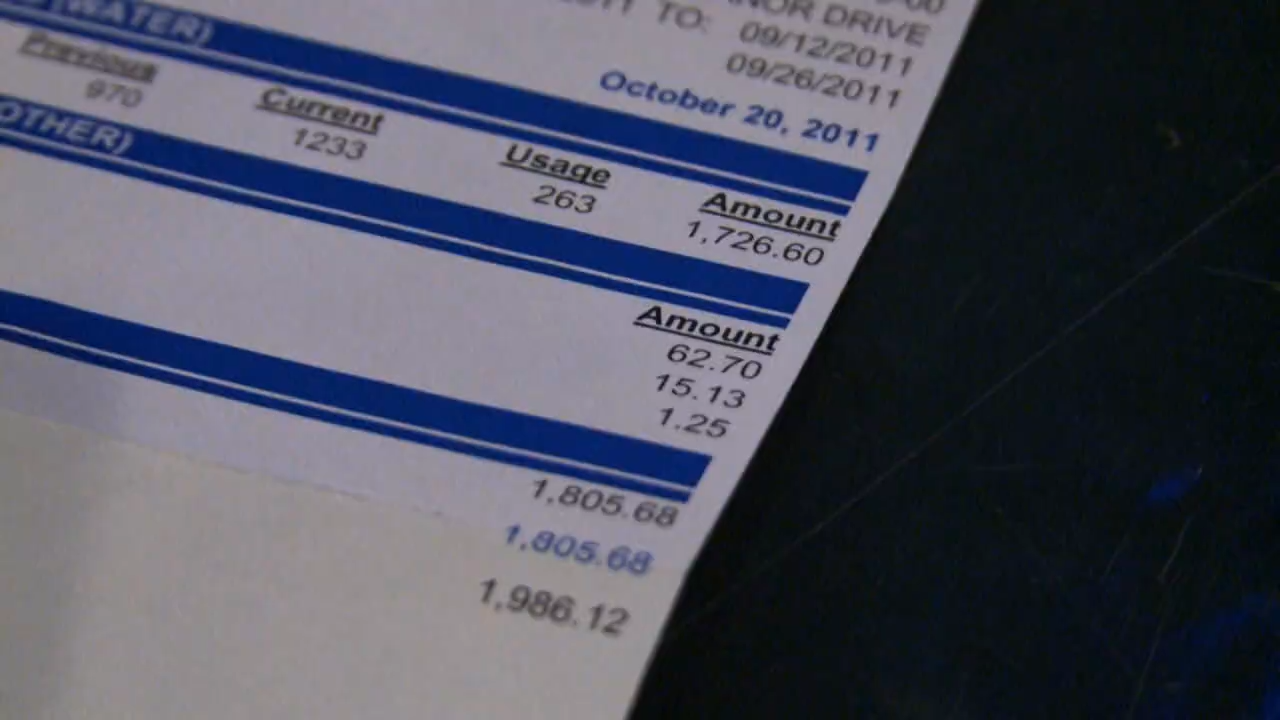 DRIVE
TO: 09/12/2011
09/26/2011
October 20, 2011
(WATER)
Previous Current Usage Amount
970 1233 263 1,726.60
OTHER)
Amount
62.70
15.13
1.25
1,805.68
1,805.68
1,986.12